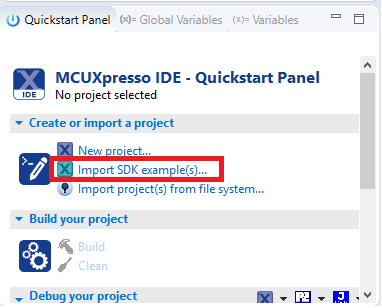 Quickstart Panel (x)= Global Variables (x)= Variables
X
IDE
MCUXpresso IDE - Quickstart Panel
No project selected
Create or import a project
New project...
Import SDK example(s)...
Import project(s) from file system...
Build your project
Build
Clean
Debug your project